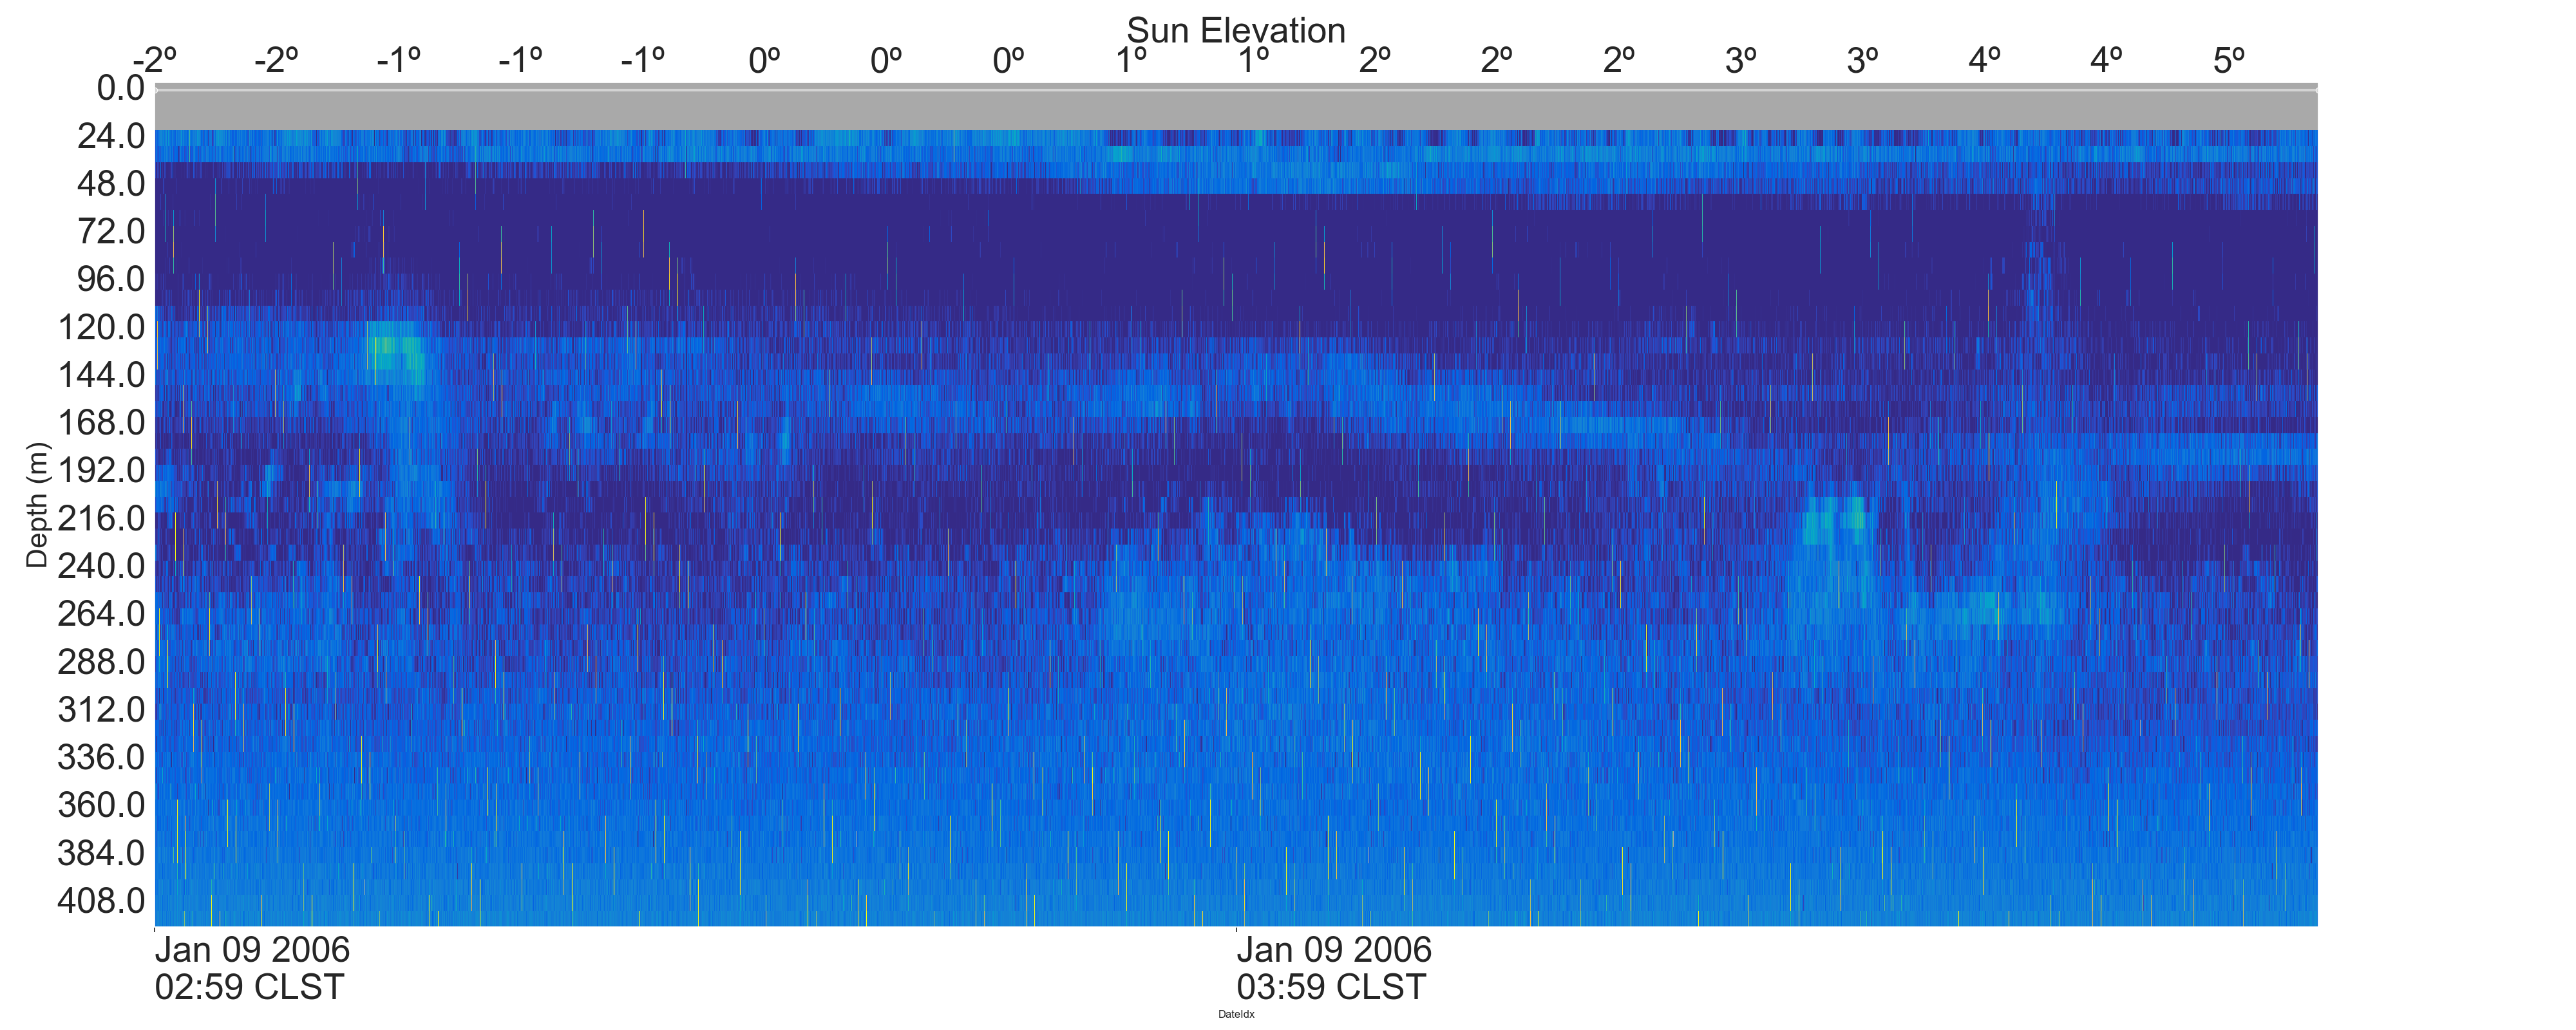 Sun Elevation
-2º -2º -1º -1º -1º 0º 0º 0º 1º 1º 2º 2º 2º 3º 3º 4º 4º 5º
0.0
24.0
48.0
72.0
96.0
120.0
144.0
168.0
192.0
216.0
240.0
264.0
288.0
312.0
336.0
360.0
384.0
408.0
Depth (m)
Jan 09 2006
02:59 CLST
Jan 09 2006
03:59 CLST
DateIdx